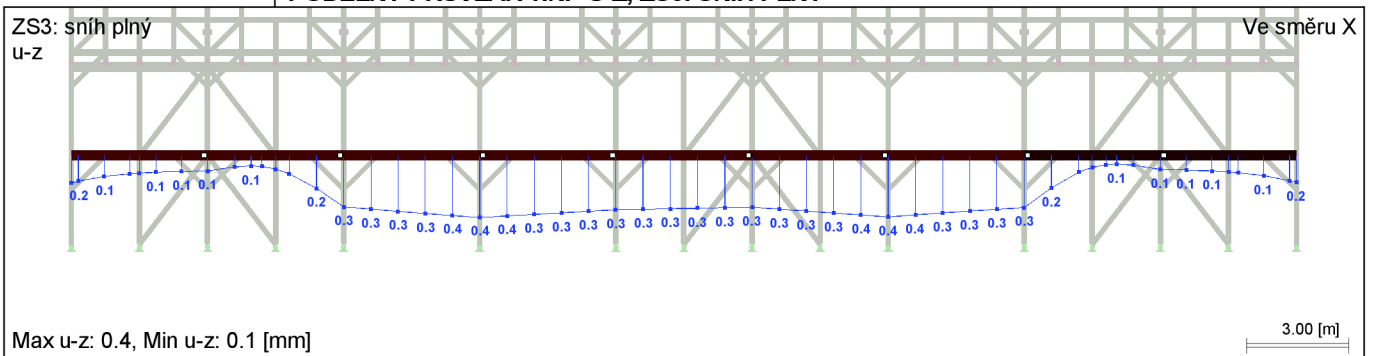 ZS3: sníh plný
Ve směru X
u-z
0.2 0.1 0.1 0.1 0.1 0.1 0.2 0.3 0.3 0.3 0.3 0.4 0.4 0.4 0.3 0.3 0.3 0.3 0.3 0.3 0.3 0.3 0.3 0.3 0.3 0.4 0.4 0.4 0.3 0.3 0.3 0.3 0.2 0.1 0.1 0.1 0.1 0.1 0.2
Max u-z: 0.4, Min u-z: 0.1 [mm]
3.00 [m]